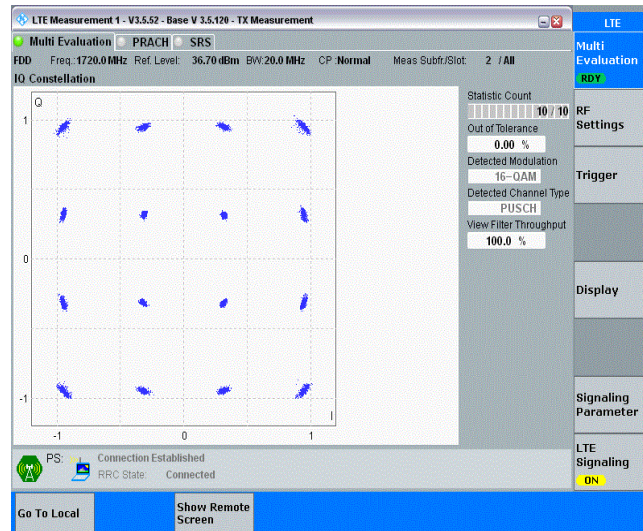 LTE Measurement 1 - V3.5.52 - Base V 3.5.120 - TX Measurement
LTE
Multi Evaluation PRACH SRS
Multi
Evaluation
RDY
FDD Freq.:1720.0 MHz Ref. Level: 36.70 dBm BW:20.0 MHz CP :Normal Meas Subfr./Slot: 2 / All
IQ Constellation
Q
1
0
-1
-1 0 1
I
Statistic Count
10 / 10
Out of Tolerance
0.00 %
Detected Modulation
16-QAM
Detected Channel Type
PUSCH
View Filter Throughput
100.0 %
RF
Settings
Trigger
Display
Signaling
Parameter
LTE
Signaling
ON
PS: Connection Established
RRC State: Connected
Go To Local
Show Remote
Screen